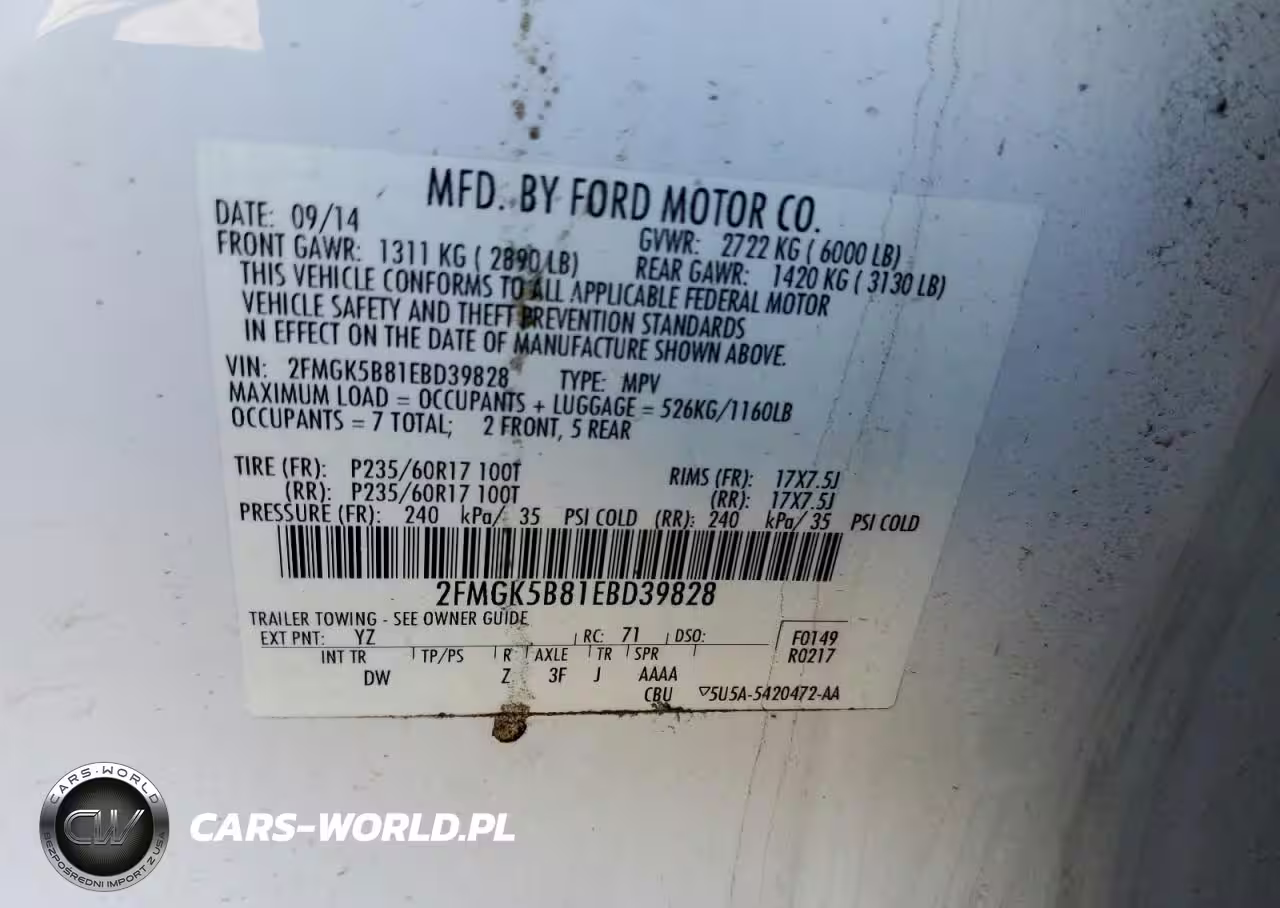 MFD. BY FORD MOTOR CO.
DATE: 09/14 GVWR: 2722 KG ( 6000 LB)
FRONT GAWR: 1311 KG ( 2890 LB) REAR GAWR: 1420 KG ( 3130 LB)
THIS VEHICLE CONFORMS TO ALL APPLICABLE FEDERAL MOTOR
VEHICLE SAFETY AND THEFT PREVENTION STANDARDS
IN EFFECT ON THE DATE OF MANUFACTURE SHOWN ABOVE.
VIN: 2FMGK5B81EBD39828 TYPE: MPV
MAXIMUM LOAD = OCCUPANTS + LUGGAGE = 526KG/1160LB
OCCUPANTS = 7 TOTAL; 2 FRONT, 5 REAR
TIRE (FR): P235/60R17 100T RIMS (FR): 17X7.5J
(RR): P235/60R17 100T (RR): 17X7.5J
PRESSURE (FR): 240 kPa/ 35 PSI COLD (RR): 240 kPa/ 35 PSI COLD
2FMGK5B81EBD39828
TRAILER TOWING - SEE OWNER GUIDE
EXT PNT: YZ RC: 71 DSO: F0149
INT TR TP/PS R AXLE TR SPR R0217
DW Z 3F J AAAA
CBU ▽5U5A-5420472-AA
CARS-WORLD
CW
BEZPOŚREDNI IMPORT Z USA
CARS-WORLD.PL